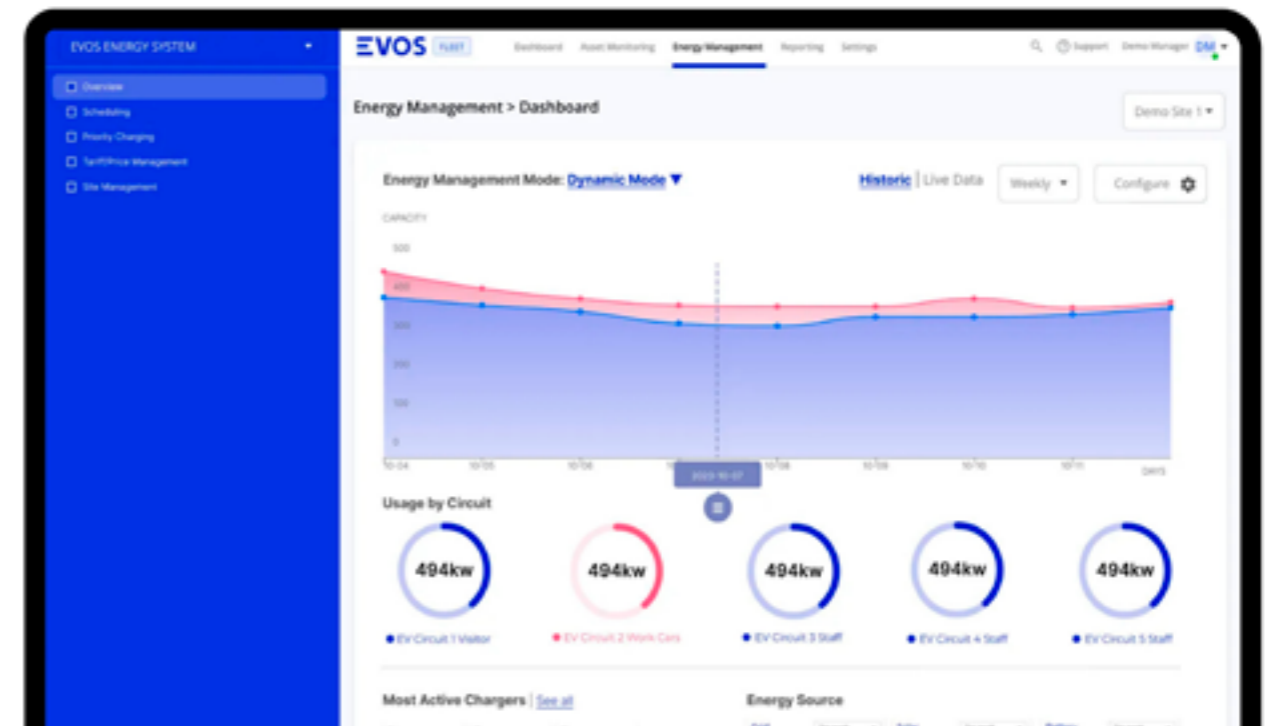 EVOS ENERGY SYSTEM
Overview
Scheduling
Priority Charging
Tariff/Price Management
Site Management
EVOS FLEET Dashboard Asset Monitoring Energy Management Reporting Settings Support Demo Manager DM
Energy Management > Dashboard Demo Site 1
Energy Management Mode: Dynamic Mode Historic | Live Data Weekly Configure
CAPACITY
500
400
300
200
100
0
10-04 10/05 10/06 10/08 10/09 10/10 10/11 DAYS
2023-10-07
Usage by Circuit
494kw 494kw 494kw 494kw 494kw
EV Circuit 1 Visitor EV Circuit 2 Work Cars EV Circuit 3 Staff EV Circuit 4 Staff EV Circuit 5 Staff
Most Active Chargers | See all Energy Source